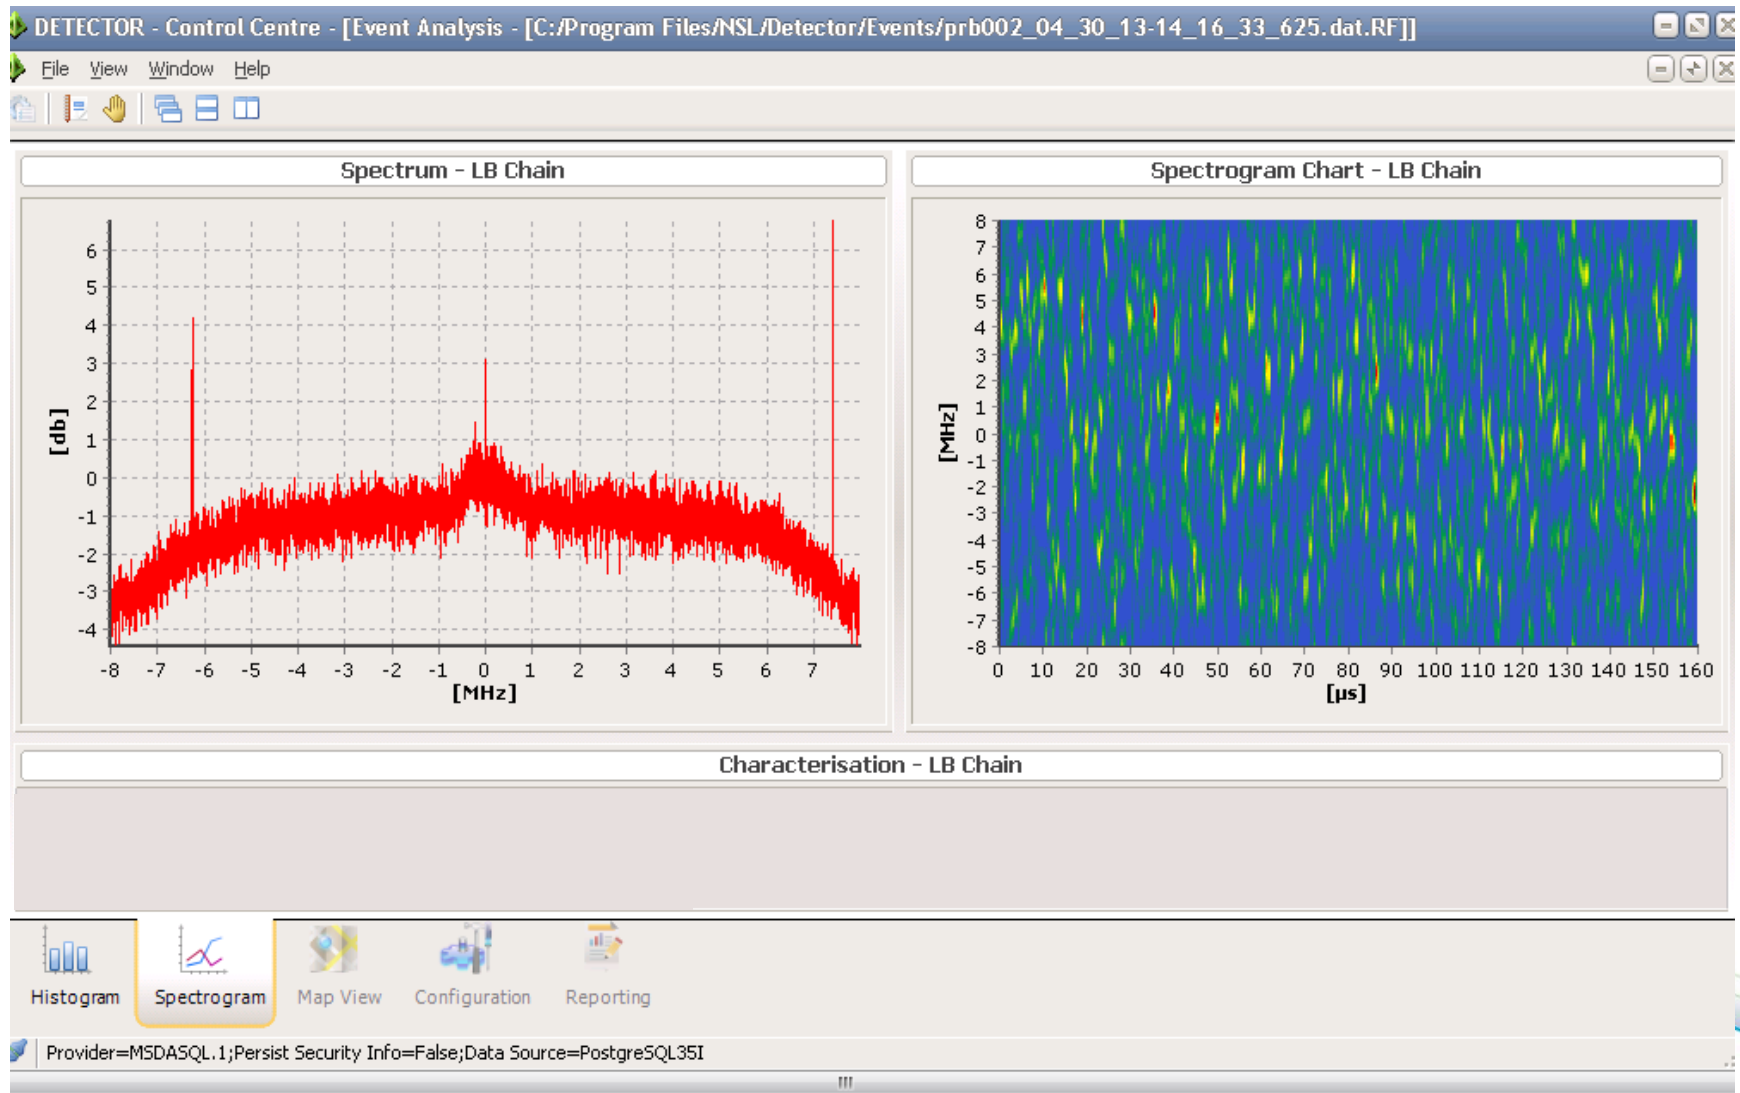 DETECTOR - Control Centre - [Event Analysis - [C:/Program Files/NSL/Detector/Events/prb002_04_30_13-14_16_33_625.dat.RF]]
File View Window Help
Spectrum - LB Chain
6
5
4
3
2
1
0
-1
-2
-3
-4
[db]
-8 -7 -6 -5 -4 -3 -2 -1 0 1 2 3 4 5 6 7
[MHz]
Spectrogram Chart - LB Chain
8
7
6
5
4
3
2
1
0
-1
-2
-3
-4
-5
-6
-7
-8
[MHz]
0 10 20 30 40 50 60 70 80 90 100 110 120 130 140 150 160
[µs]
Characterisation - LB Chain
Histogram Spectrogram Map View Configuration Reporting
Provider=MSDASQL.1;Persist Security Info=False;Data Source=PostgreSQL35I